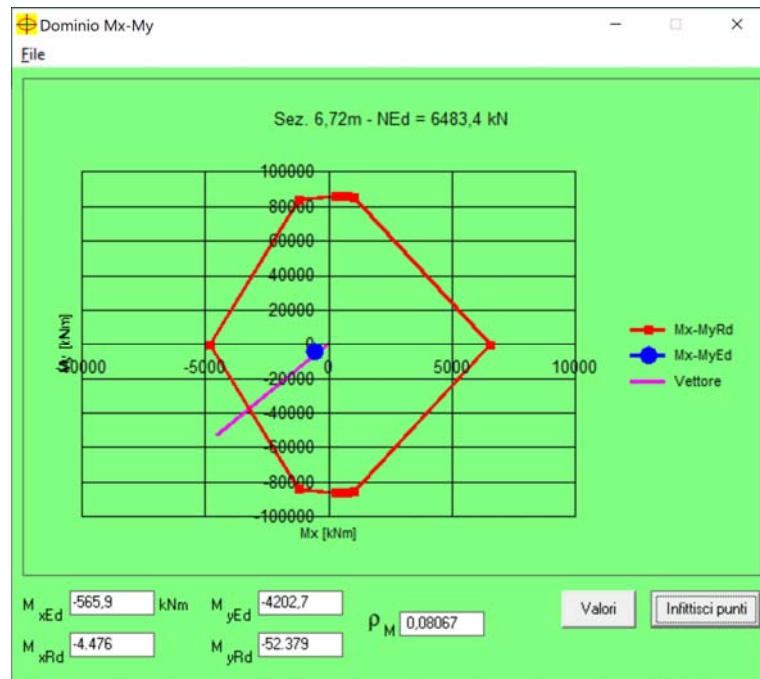 Dominio Mx-My
File
Sez. 6,72m - NEd = 6483,4 kN
100000
80000
60000
40000
20000
0
-5000
0
5000
10000
-20000
-40000
-60000
-80000
-100000
Mx [kNm]
Mx-MyRd
Mx-MyEd
Vettore
M xEd -565,9 kNm M yEd -4202,7
ρ M 0,08067
M xRd -4.476 M yRd -52.379
Valori Infittisci punti